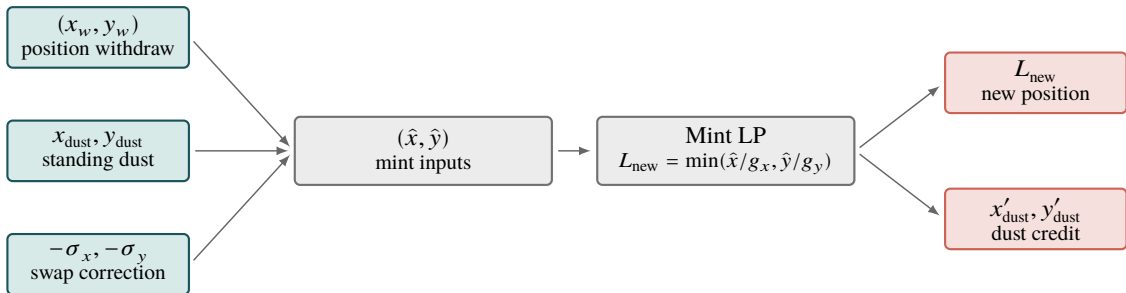 (x_w, y_w)
position withdraw
x_dust, y_dust
standing dust
−σ_x, −σ_y
swap correction
(x̂, ŷ)
mint inputs
Mint LP
L_new = min(x̂/g_x, ŷ/g_y)
L_new
new position
x′_dust, y′_dust
dust credit